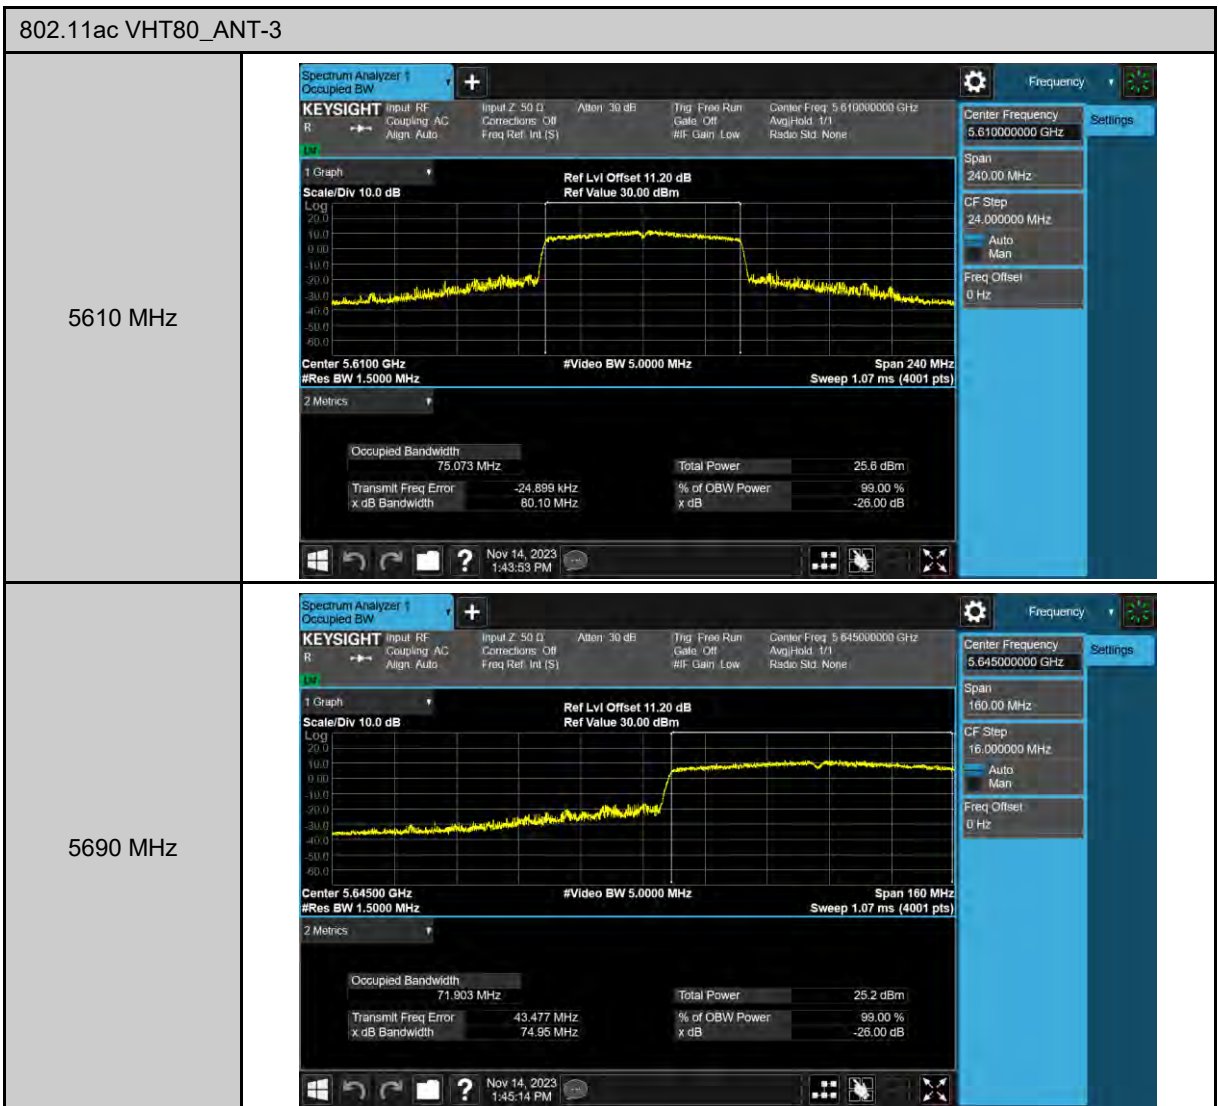 802.11ac VHT80_ANT-3
5610 MHz
Spectrum Analyzer 1
Occupied BW
+
Frequency
KEYSIGHT
R
Input: RF
Coupling: AC
Align: Auto
Input Z: 50 Ω
Corrections: Off
Freq Ref: Int (S)
Atten: 30 dB
Trig: Free Run
Gate: Off
#IF Gain: Low
Center Freq: 5.610000000 GHz
Avg|Hold: 1/1
Radio Std: None
Center Frequency
5.610000000 GHz
Settings
Span
240.00 MHz
CF Step
24.000000 MHz
Auto
Man
Freq Offset
0 Hz
1 Graph
Scale/Div 10.0 dB
Ref Lvl Offset 11.20 dB
Ref Value 30.00 dBm
Log
20.0
10.0
0.00
-10.0
-20.0
-30.0
-40.0
-50.0
-60.0
Center 5.6100 GHz
#Res BW 1.5000 MHz
#Video BW 5.0000 MHz
Span 240 MHz
Sweep 1.07 ms (4001 pts)
2 Metrics
Occupied Bandwidth
75.073 MHz
Total Power 25.6 dBm
Transmit Freq Error -24.899 kHz
% of OBW Power 99.00 %
x dB Bandwidth 80.10 MHz
x dB -26.00 dB
?
Nov 14, 2023
1:43:53 PM
5690 MHz
Spectrum Analyzer 1
Occupied BW
+
Frequency
KEYSIGHT
R
Input: RF
Coupling: AC
Align: Auto
Input Z: 50 Ω
Corrections: Off
Freq Ref: Int (S)
Atten: 30 dB
Trig: Free Run
Gate: Off
#IF Gain: Low
Center Freq: 5.645000000 GHz
Avg|Hold: 1/1
Radio Std: None
Center Frequency
5.645000000 GHz
Settings
Span
160.00 MHz
CF Step
16.000000 MHz
Auto
Man
Freq Offset
0 Hz
1 Graph
Scale/Div 10.0 dB
Ref Lvl Offset 11.20 dB
Ref Value 30.00 dBm
Log
20.0
10.0
0.00
-10.0
-20.0
-30.0
-40.0
-50.0
-60.0
Center 5.64500 GHz
#Res BW 1.5000 MHz
#Video BW 5.0000 MHz
Span 160 MHz
Sweep 1.07 ms (4001 pts)
2 Metrics
Occupied Bandwidth
71.903 MHz
Total Power 25.2 dBm
Transmit Freq Error 43.477 MHz
% of OBW Power 99.00 %
x dB Bandwidth 74.95 MHz
x dB -26.00 dB
?
Nov 14, 2023
1:45:14 PM